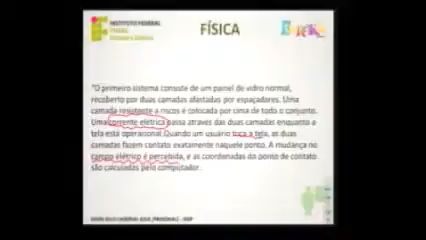 INSTITUTO FEDERAL
FÍSICA
"O primeiro sistema consiste de um painel de vidro normal,
recoberto por duas camadas afastadas por espaçadores. Uma
camada resistente a riscos é colocada por cima de todo o conjunto.
Uma corrente elétrica passa através das duas camadas enquanto a
tela está operacional. Quando um usuário toca a tela, as duas
camadas fazem contato exatamente naquele ponto. A mudança no
campo elétrico é percebida, e as coordenadas do ponto de contato
são calculadas pelo computador.